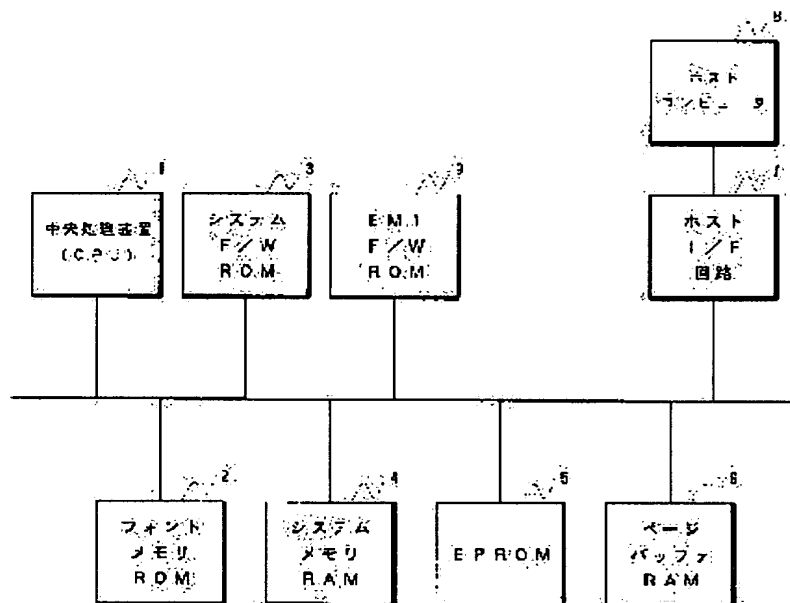 8
ホスト
コンピュータ
1
3
9
7
中央処理装置
(CPU)
システム
F/W
ROM
EMI
F/W
ROM
ホスト
I/F
回路
2
4
5
6
フォント
メモリ
ROM
システム
メモリ
RAM
EPROM
ページ
バッファ
RAM